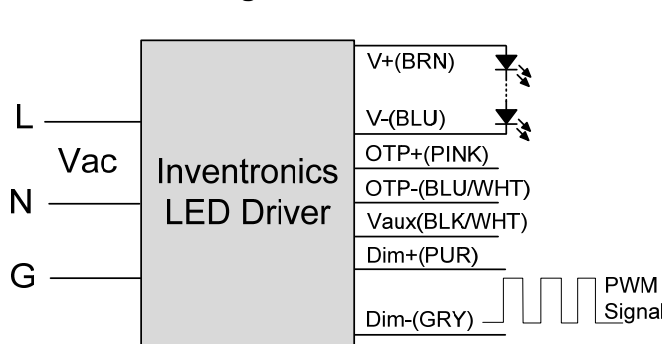 V+(BRN)
L
V-(BLU)
Vac
OTP+(PINK)
Inventronics
LED Driver
N
OTP-(BLU/WHT)
Vaux(BLK/WHT)
Dim+(PUR)
G
PWM
Signal
Dim-(GRY)